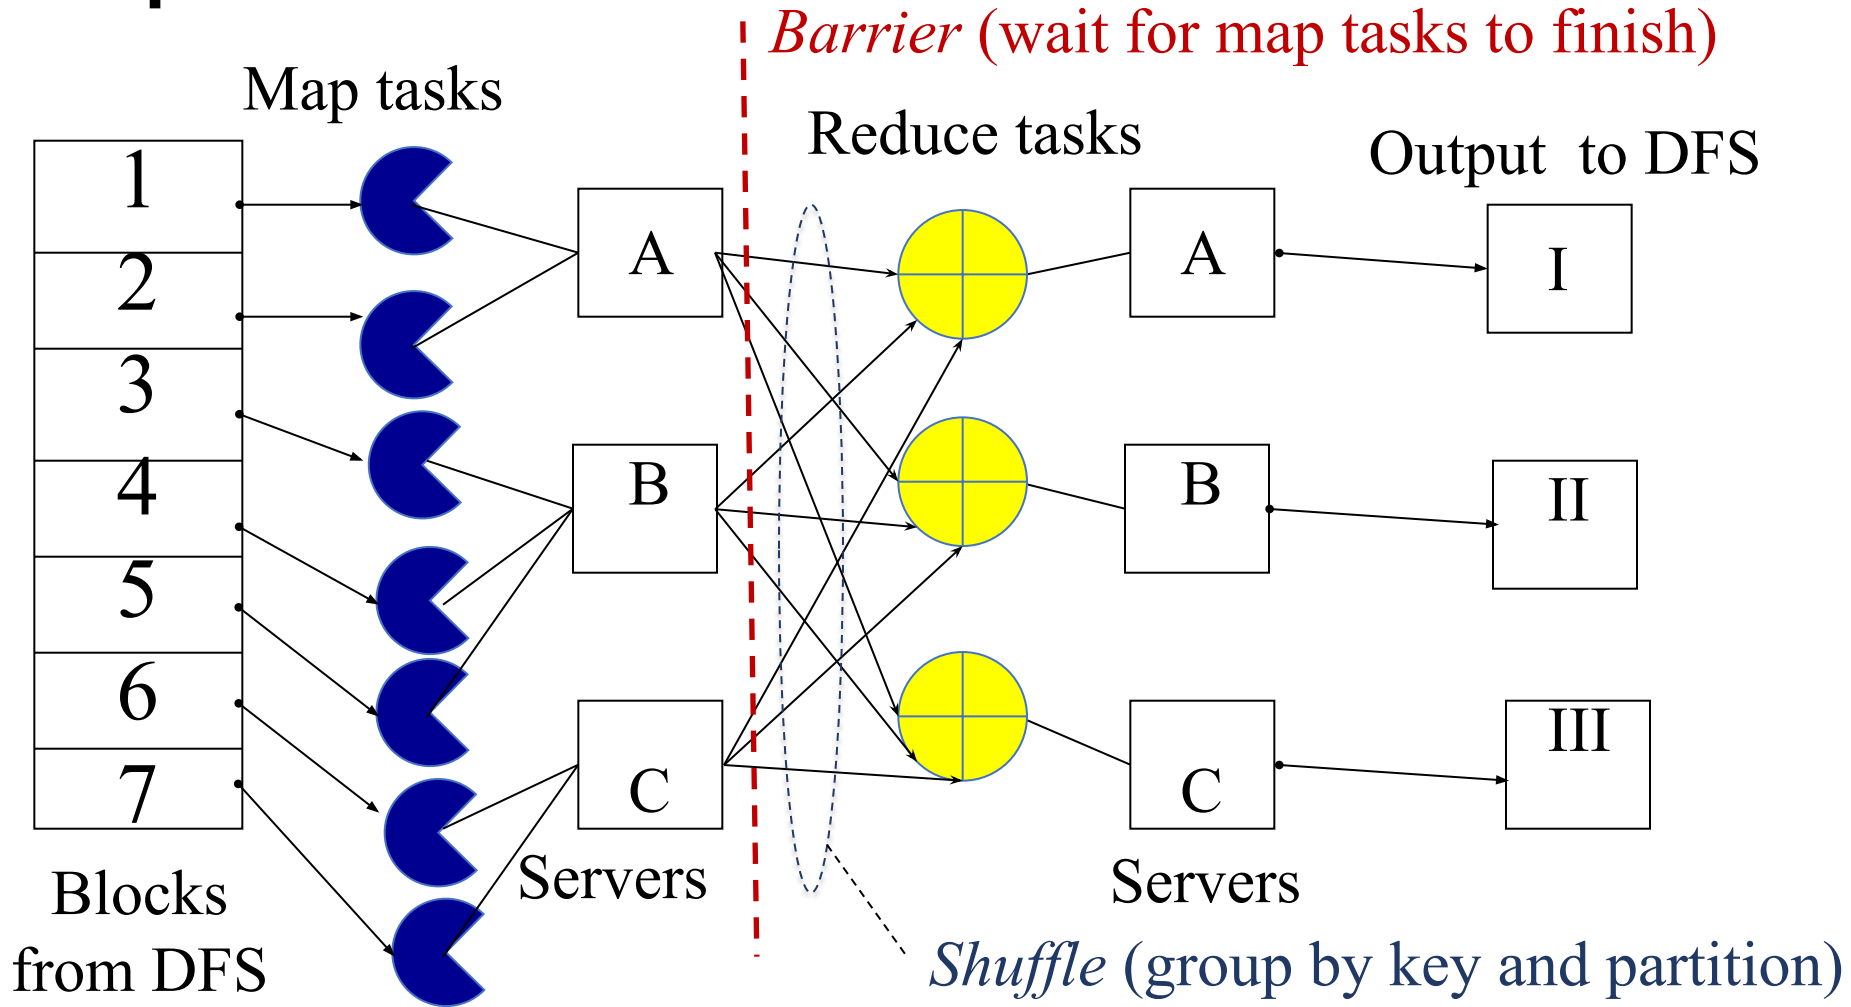 Barrier (wait for map tasks to finish)
Map tasks
Reduce tasks
Output to DFS
1
2
3
4
5
6
7
A
B
C
A
B
C
I
II
III
Blocks
from DFS
Servers
Servers
Shuffle (group by key and partition)